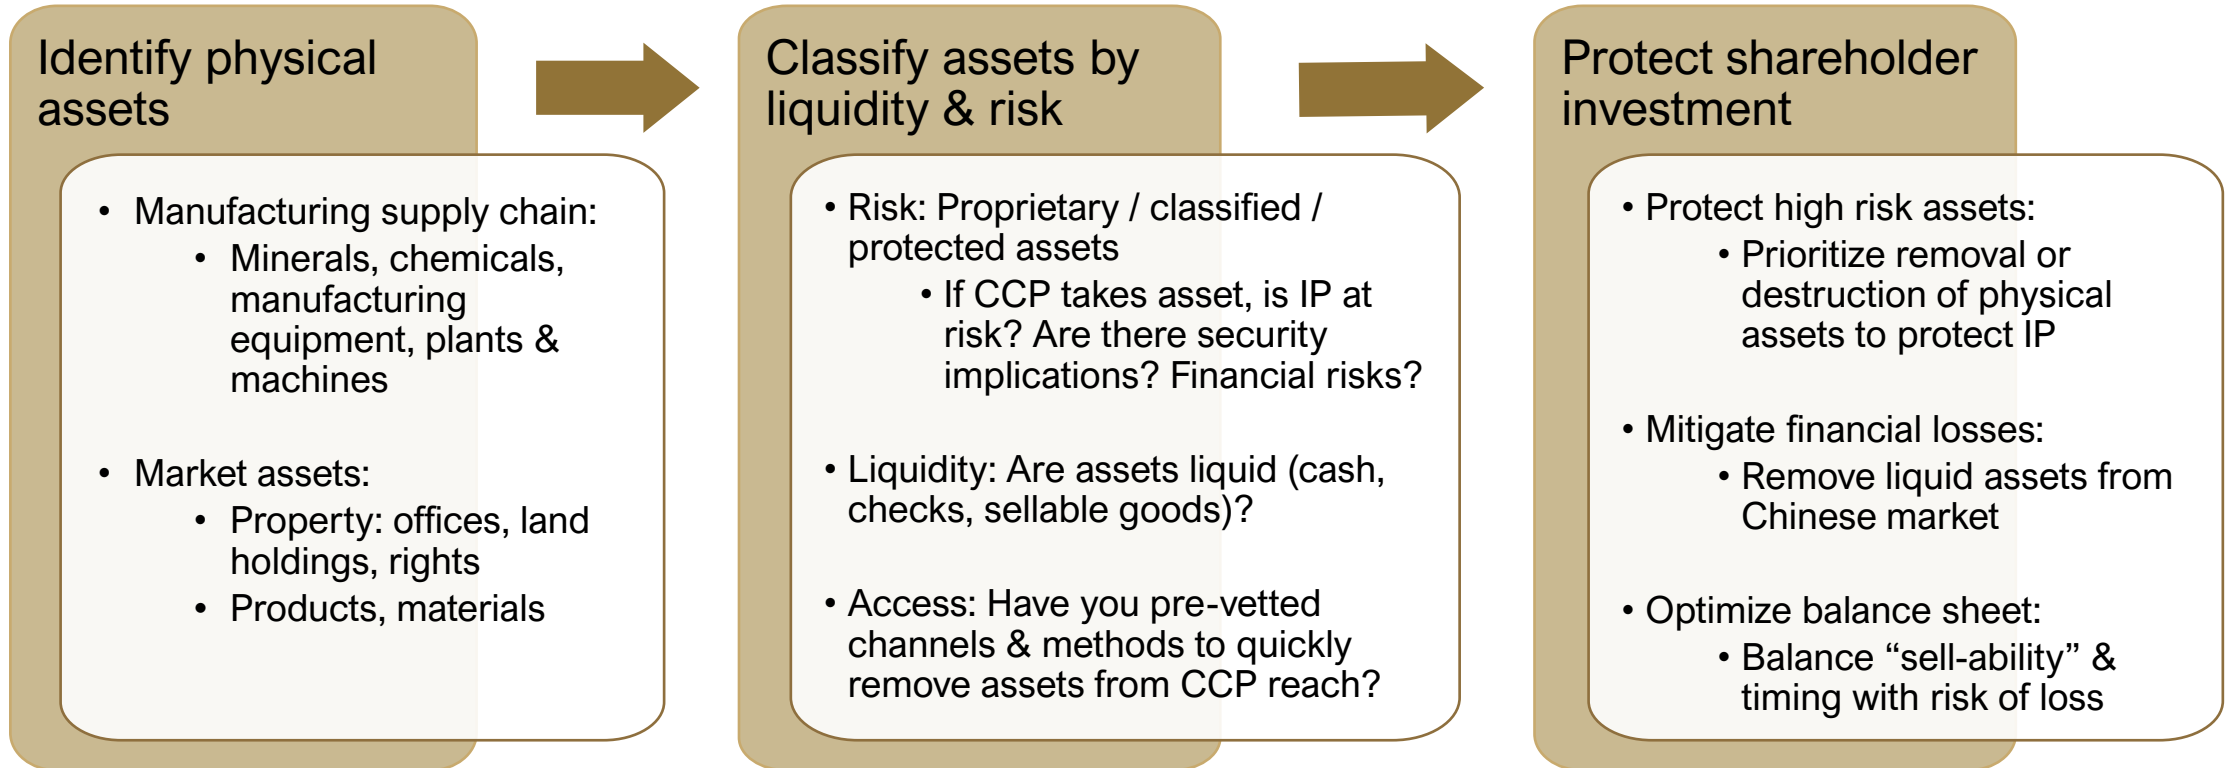 Identify physical
assets
• Manufacturing supply chain:
• Minerals, chemicals,
manufacturing
equipment, plants &
machines
• Market assets:
• Property: offices, land
holdings, rights
• Products, materials
Classify assets by
liquidity & risk
• Risk: Proprietary / classified /
protected assets
• If CCP takes asset, is IP at
risk? Are there security
implications? Financial risks?
• Liquidity: Are assets liquid (cash,
checks, sellable goods)?
• Access: Have you pre-vetted
channels & methods to quickly
remove assets from CCP reach?
Protect shareholder
investment
• Protect high risk assets:
• Prioritize removal or
destruction of physical
assets to protect IP
• Mitigate financial losses:
• Remove liquid assets from
Chinese market
• Optimize balance sheet:
• Balance “sell-ability” &
timing with risk of loss